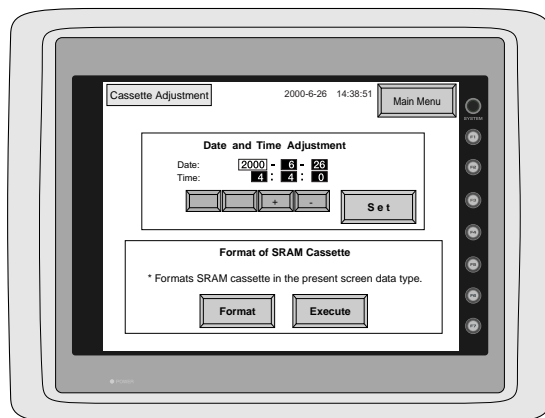 Cassette Adjustment
2000-6-26 14:38:51
Main Menu
SYSTEM
Date and Time Adjustment
Date: 2000 - 6 - 26
Time: 4 : 4 : 0
+ -
Set
Format of SRAM Cassette
* Formats SRAM cassette in the present screen data type.
Format Execute
F1
F2
F3
F4
F5
F6
F7
POWER